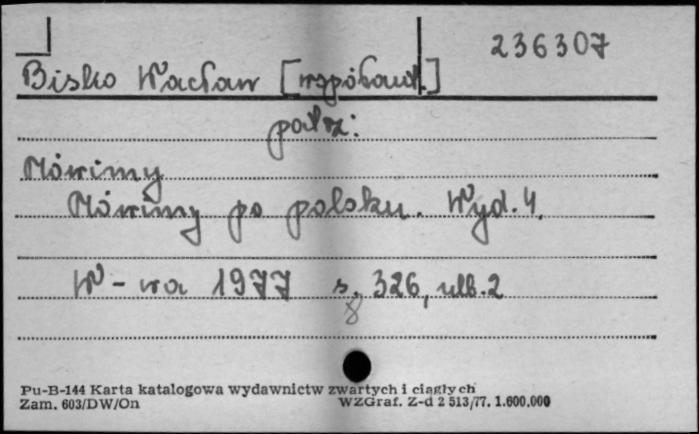 236307
Bisko Wacław [współaut.]
patrz:
Mówimy
Mówimy po polsku. Wyd. 4.
W-wa 1977 s. 326, nlb. 2
8
Pu-B-144 Karta katalogowa wydawnictw zwartych i ciągłych
Zam. 603/DW/On WZGraf. Z-d 2 513/77. 1.600.000